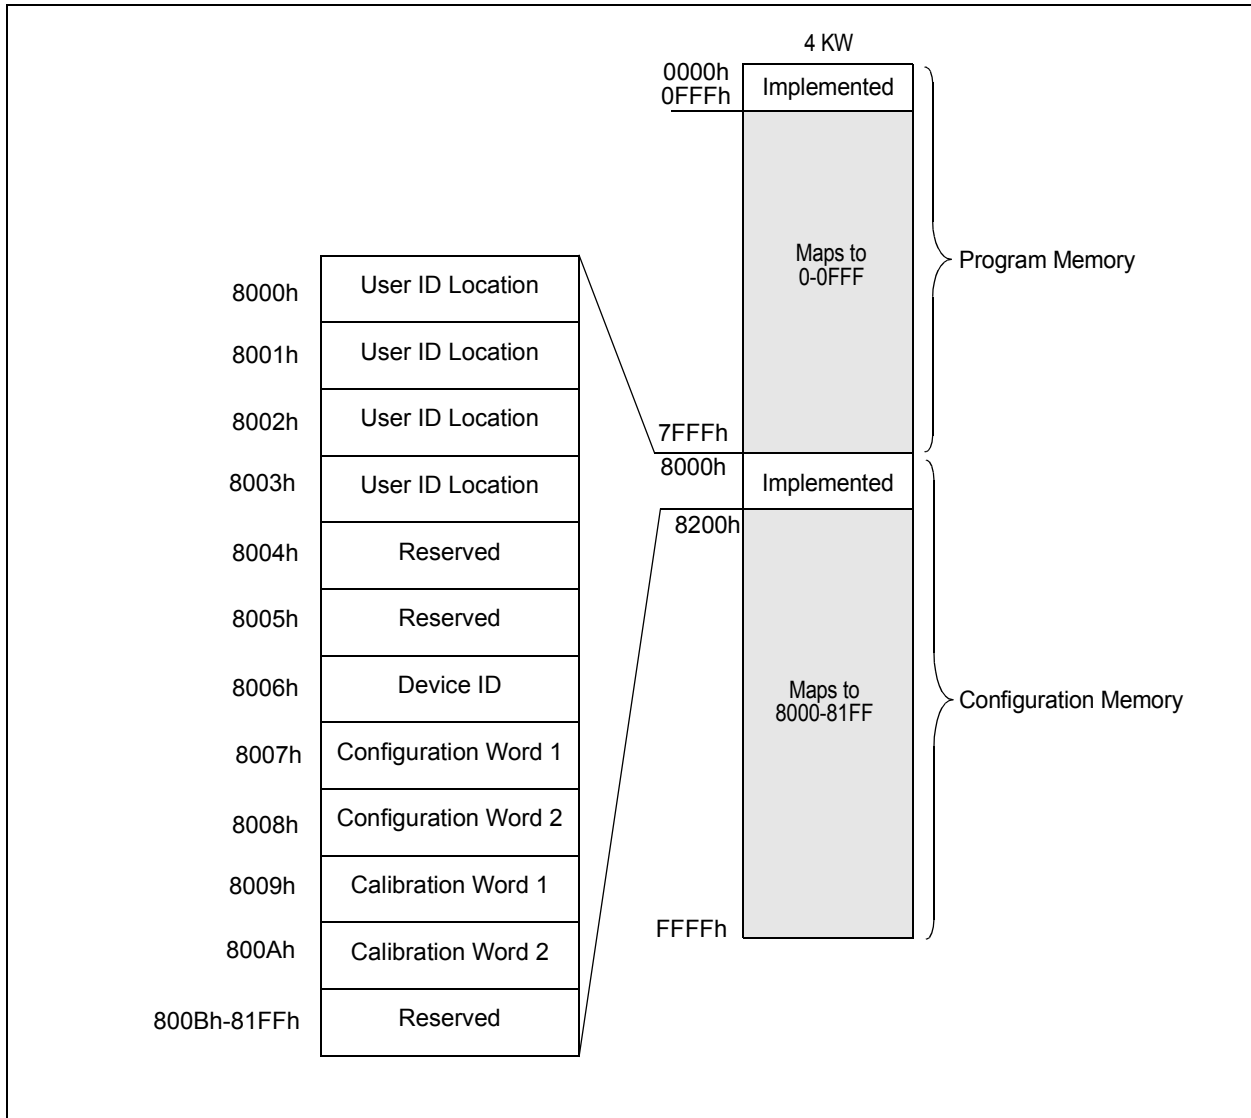 4 KW
0000h
0FFFh
Implemented
Maps to
0-0FFF
Program Memory
7FFFh
8000h
Implemented
8200h
Maps to
8000-81FF
Configuration Memory
FFFFh
8000h User ID Location
8001h User ID Location
8002h User ID Location
8003h User ID Location
8004h Reserved
8005h Reserved
8006h Device ID
8007h Configuration Word 1
8008h Configuration Word 2
8009h Calibration Word 1
800Ah Calibration Word 2
800Bh-81FFh Reserved